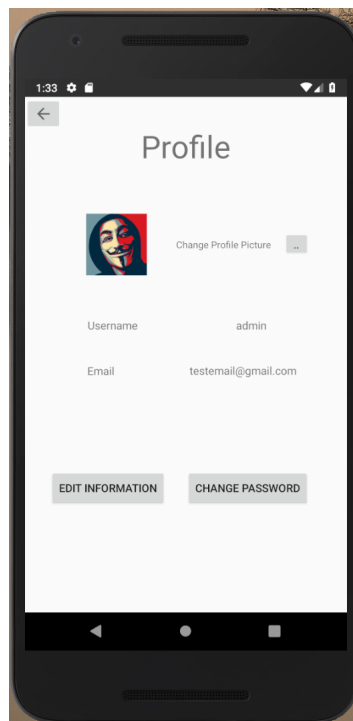 1:33
Profile
Change Profile Picture ..
Username admin
Email testemail@gmail.com
EDIT INFORMATION CHANGE PASSWORD